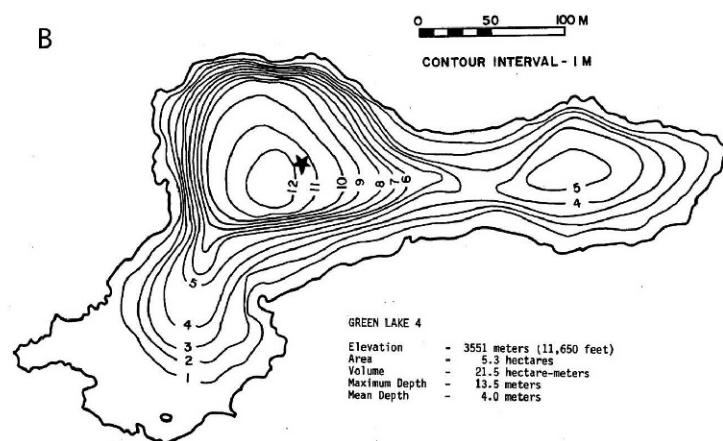 B
0 50 100 M
CONTOUR INTERVAL - 1 M
12 11 10 9 8 7 6
5
4
5
4
3
2
1
GREEN LAKE 4
Elevation - 3551 meters (11,650 feet)
Area = 5.3 hectares
Volume - 21.5 hectare-meters
Maximum Depth - 13.5 meters
Mean Depth - 4.0 meters